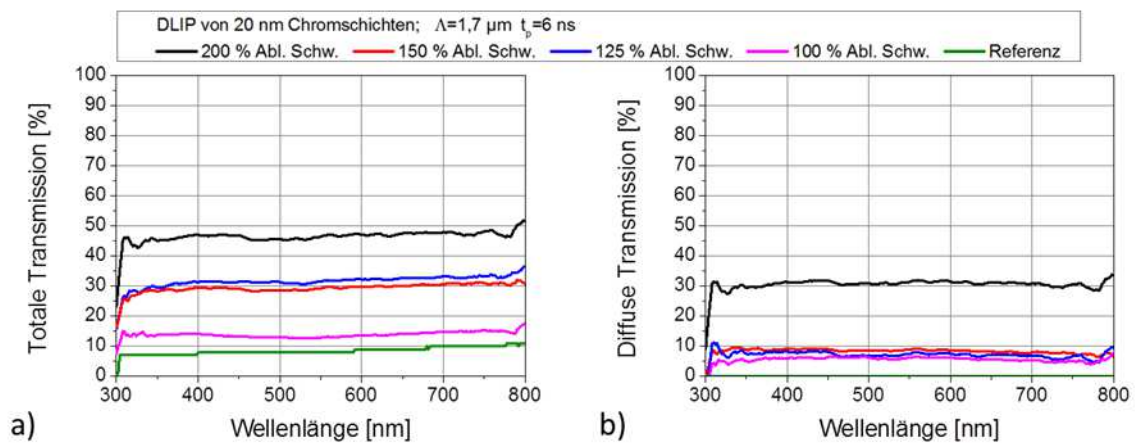 DLIP von 20 nm Chromschichten; Λ=1,7 µm tp=6 ns
200 % Abl. Schw. 150 % Abl. Schw. 125 % Abl. Schw. 100 % Abl. Schw. Referenz
Totale Transmission [%]
100
90
80
70
60
50
40
30
20
10
0
300 400 500 600 700 800
Wellenlänge [nm]
a)
Diffuse Transmission [%]
100
90
80
70
60
50
40
30
20
10
0
300 400 500 600 700 800
Wellenlänge [nm]
b)